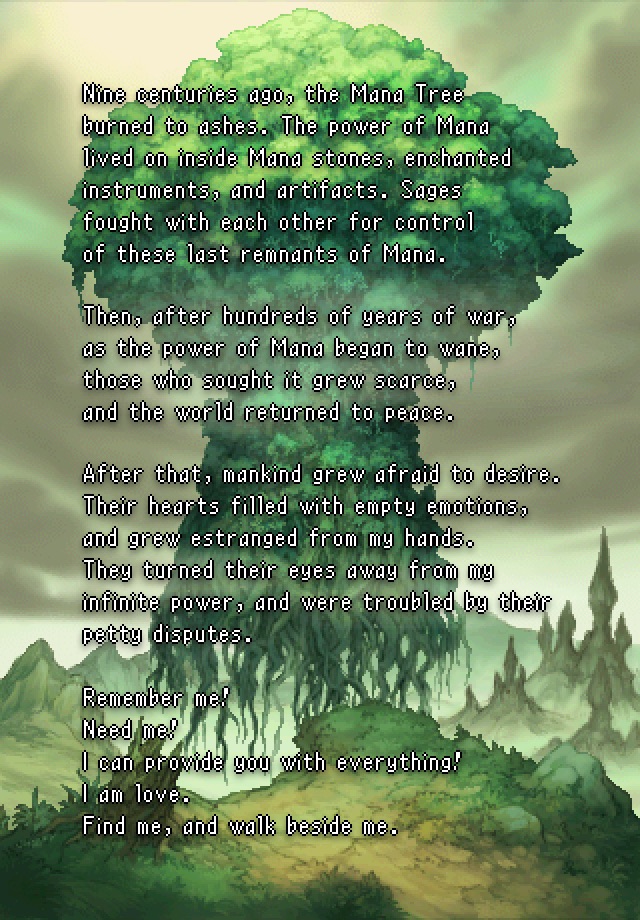 Nine centuries ago, the Mana Tree
burned to ashes. The power of Mana
lived on inside Mana stones, enchanted
instruments, and artifacts. Sages
fought with each other for control
of these last remnants of Mana.
Then, after hundreds of years of war,
as the power of Mana began to wane,
those who sought it grew scarce,
and the world returned to peace.
After that, mankind grew afraid to desire.
Their hearts filled with empty emotions,
and grew estranged from my hands.
They turned their eyes away from my
infinite power, and were troubled by their
petty disputes.
Remember me!
Need me!
I can provide you with everything!
I am love.
Find me, and walk beside me.